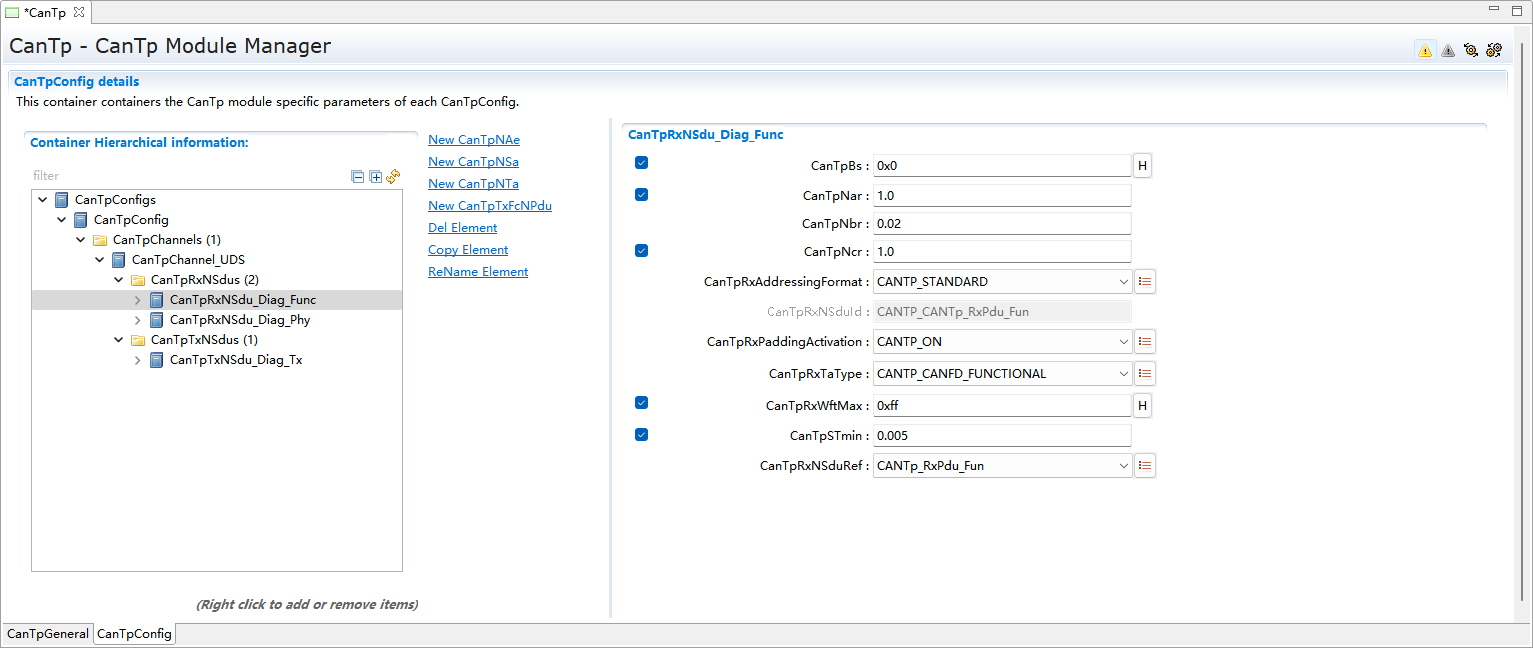 *CanTp
CanTp - CanTp Module Manager
CanTpConfig details
This container containers the CanTp module specific parameters of each CanTpConfig.
Container Hierarchical information:
filter
CanTpConfigs
CanTpConfig
CanTpChannels (1)
CanTpChannel_UDS
CanTpRxNSdus (2)
CanTpRxNSdu_Diag_Func
CanTpRxNSdu_Diag_Phy
CanTpTxNSdus (1)
CanTpTxNSdu_Diag_Tx
(Right click to add or remove items)
New CanTpNAe
New CanTpNSa
New CanTpNTa
New CanTpTxFcNPdu
Del Element
Copy Element
ReName Element
CanTpRxNSdu_Diag_Func
CanTpBs : 0x0 H
CanTpNar : 1.0
CanTpNbr : 0.02
CanTpNcr : 1.0
CanTpRxAddressingFormat : CANTP_STANDARD
CanTpRxNSduId : CANTP_CANTp_RxPdu_Fun
CanTpRxPaddingActivation : CANTP_ON
CanTpRxTaType : CANTP_CANFD_FUNCTIONAL
CanTpRxWftMax : 0xff H
CanTpSTmin : 0.005
CanTpRxNSduRef : CANTp_RxPdu_Fun
CanTpGeneral CanTpConfig